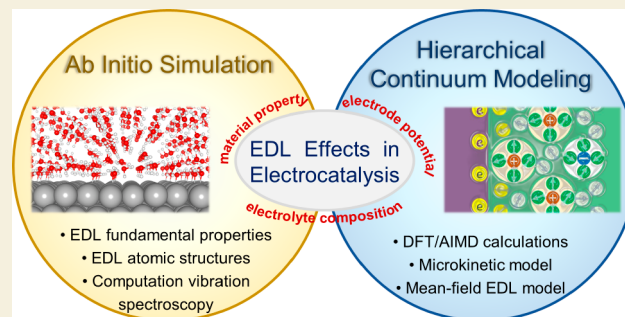 Ab Initio Simulation
• EDL fundamental properties
• EDL atomic structures
• Computation vibration
spectroscopy
material property
electrode potential
EDL Effects in
Electrocatalysis
electrolyte composition
Hierarchical
Continuum Modeling
e
e
e
e
• DFT/AIMD calculations
• Microkinetic model
• Mean-field EDL model